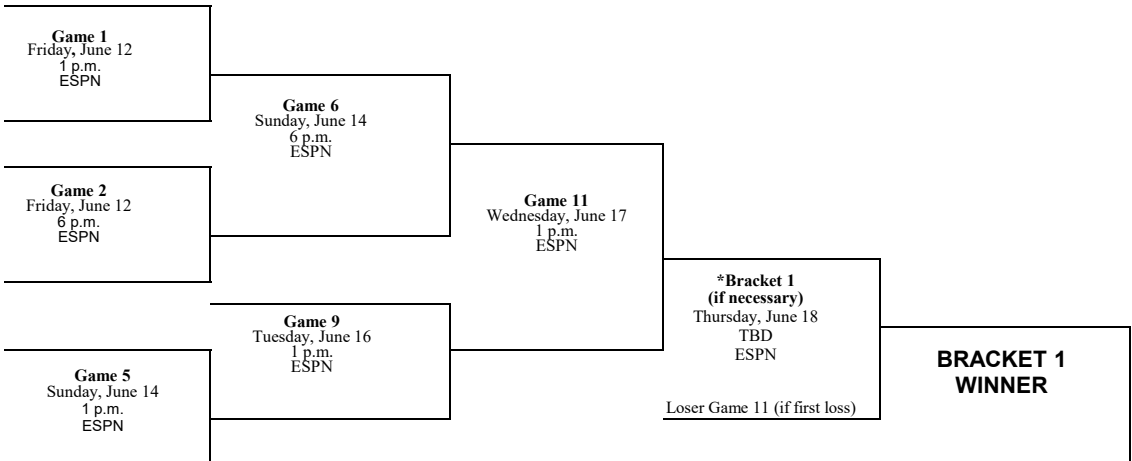 Game 1
Friday, June 12
1 p.m.
ESPN
Game 6
Sunday, June 14
6 p.m.
ESPN
Game 2
Friday, June 12
6 p.m.
ESPN
Game 11
Wednesday, June 17
1 p.m.
ESPN
*Bracket 1
(if necessary)
Thursday, June 18
TBD
ESPN
Game 9
Tuesday, June 16
1 p.m.
ESPN
BRACKET 1
WINNER
Game 5
Sunday, June 14
1 p.m.
ESPN
Loser Game 11 (if first loss)